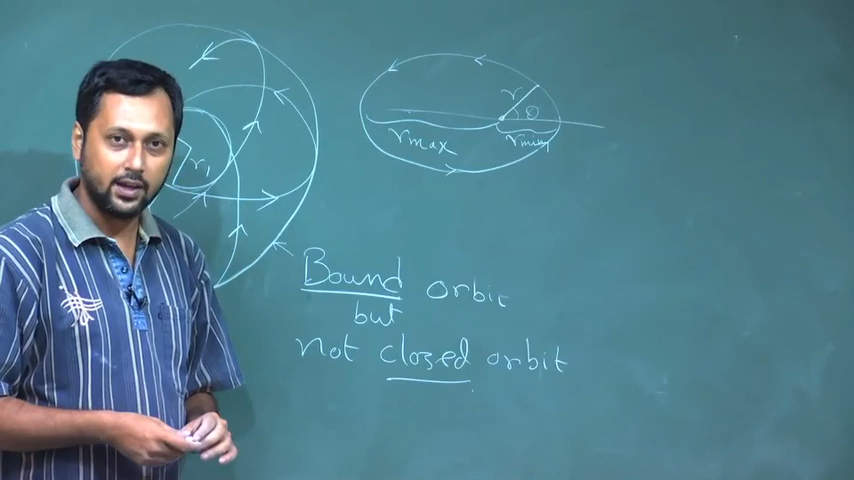 r₁
r θ
rmax rmin
Bound orbit
but
not closed orbit